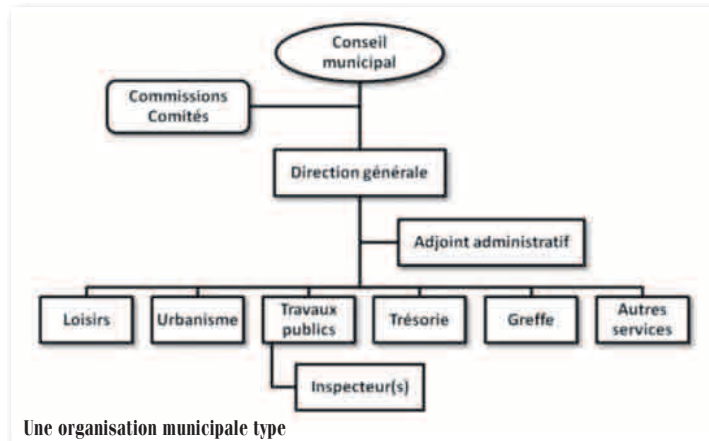 Conseil
municipal
Commissions
Comités
Direction générale
Adjoint administratif
Loisirs
Urbanisme
Travaux
publics
Trésorie
Greffe
Autres
services
Inspecteur(s)
Une organisation municipale type